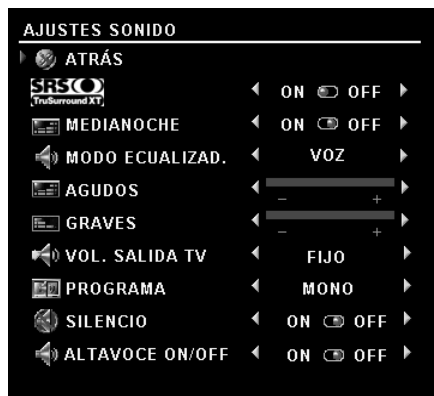 AJUSTES SONIDO
ATRÁS
SRS(O) TruSurround XT ON OFF
MEDIANOCHE ON OFF
MODO ECUALIZAD. VOZ
AGUDOS - +
GRAVES - +
VOL. SALIDA TV FIJO
PROGRAMA MONO
SILENCIO ON OFF
ALTAVOCE ON/OFF ON OFF